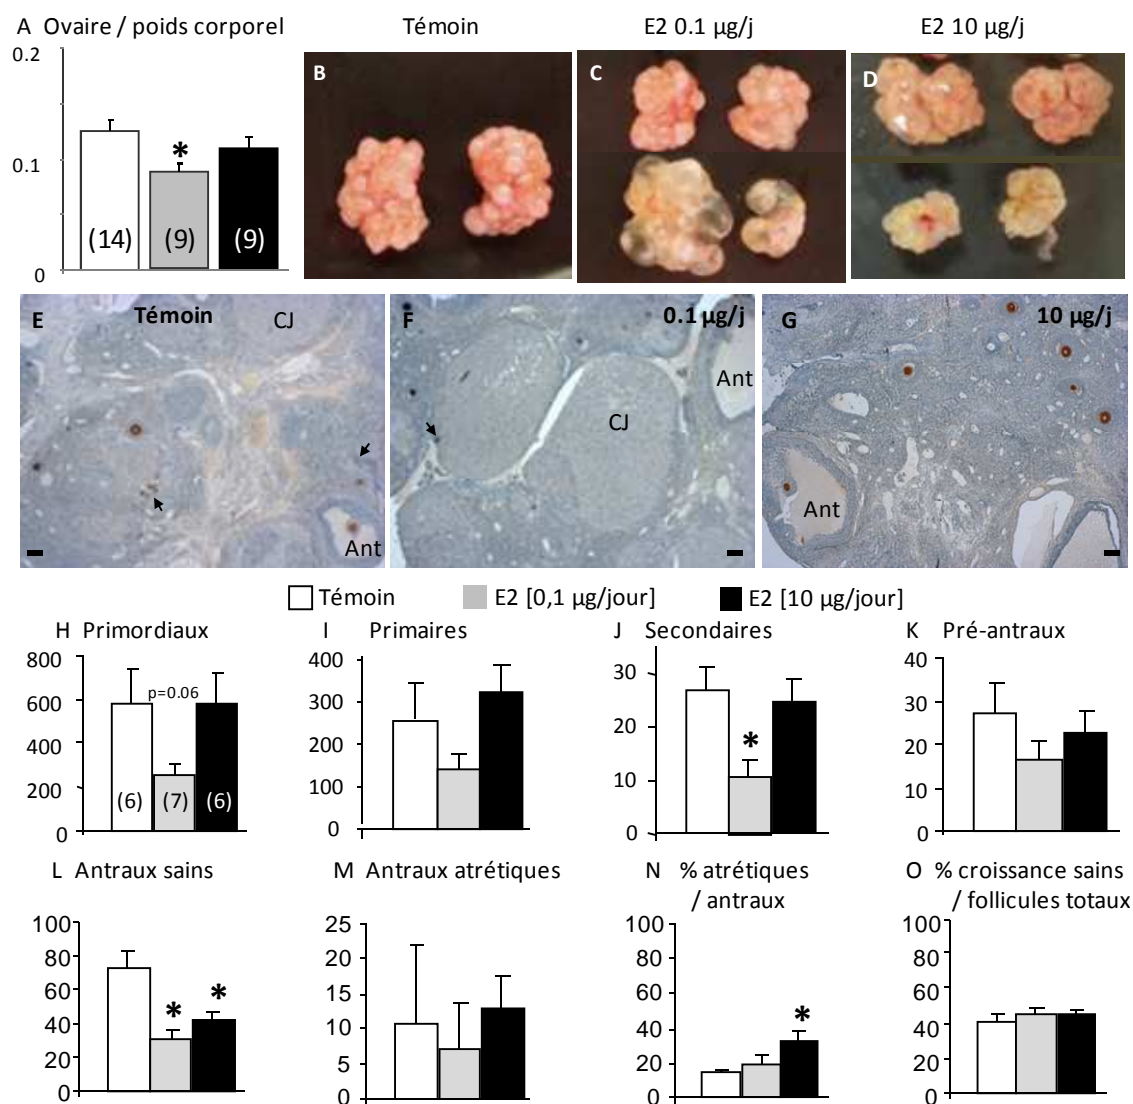 A Ovaire / poids corporel
Témoin
E2 0.1 µg/j
E2 10 µg/j
0.2
0.1
0
*
(14)
(9)
(9)
B
C
D
E
Témoin
CJ
Ant
F
0.1 µg/j
Ant
CJ
G
10 µg/j
Ant
Témoin
E2 [0,1 µg/jour]
E2 [10 µg/jour]
H Primordiaux
800
600
400
200
0
p=0.06
(6)
(7)
(6)
I Primaires
400
300
200
100
0
J Secondaires
30
20
10
0
*
K Pré-antraux
40
30
20
10
0
L Antraux sains
100
80
60
40
20
0
*
*
M Antraux atrétiques
25
20
15
10
5
0
N % atrétiques
/ antraux
100
80
60
40
20
0
*
O % croissance sains
/ follicules totaux
100
80
60
40
20
0